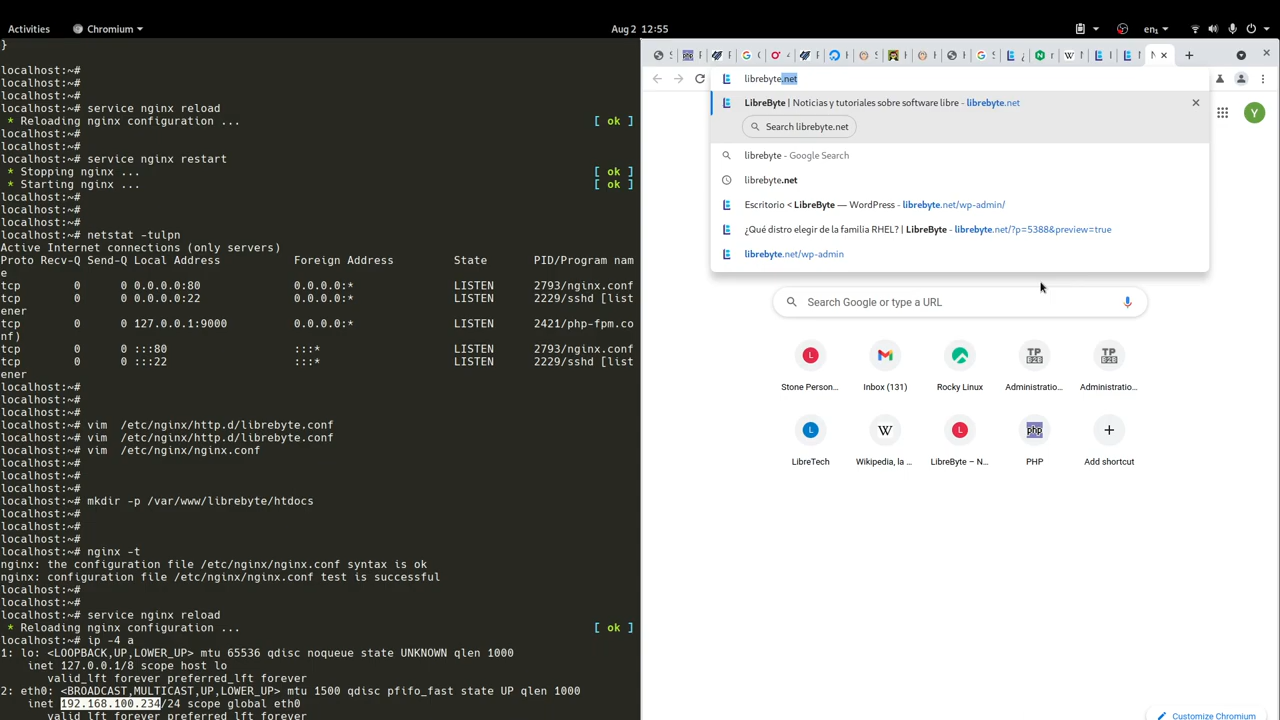 Activities
Chromium
Aug 2 12:55
en₁
}
localhost:~#
localhost:~#
localhost:~#
localhost:~# service nginx reload
* Reloading nginx configuration ... [ ok ]
localhost:~#
localhost:~#
localhost:~# service nginx restart
* Stopping nginx ... [ ok ]
* Starting nginx ... [ ok ]
localhost:~#
localhost:~#
localhost:~#
localhost:~# netstat -tulpn
Active Internet connections (only servers)
Proto Recv-Q Send-Q Local Address Foreign Address State PID/Program nam
e
tcp 0 0 0.0.0.0:80 0.0.0.0:* LISTEN 2793/nginx.conf
tcp 0 0 0.0.0.0:22 0.0.0.0:* LISTEN 2229/sshd [list
ener
tcp 0 0 127.0.0.1:9000 0.0.0.0:* LISTEN 2421/php-fpm.co
nf)
tcp 0 0 :::80 :::* LISTEN 2793/nginx.conf
tcp 0 0 :::22 :::* LISTEN 2229/sshd [list
ener
localhost:~#
localhost:~#
localhost:~#
localhost:~# vim /etc/nginx/http.d/librebyte.conf
localhost:~# vim /etc/nginx/http.d/librebyte.conf
localhost:~# vim /etc/nginx/nginx.conf
localhost:~#
localhost:~#
localhost:~#
localhost:~# mkdir -p /var/www/librebyte/htdocs
localhost:~#
localhost:~#
localhost:~#
localhost:~# nginx -t
nginx: the configuration file /etc/nginx/nginx.conf syntax is ok
nginx: configuration file /etc/nginx/nginx.conf test is successful
localhost:~#
localhost:~#
localhost:~# service nginx reload
* Reloading nginx configuration ... [ ok ]
localhost:~# ip -4 a
1: lo: <LOOPBACK,UP,LOWER_UP> mtu 65536 qdisc noqueue state UNKNOWN qlen 1000
inet 127.0.0.1/8 scope host lo
valid_lft forever preferred_lft forever
2: eth0: <BROADCAST,MULTICAST,UP,LOWER_UP> mtu 1500 qdisc pfifo_fast state UP qlen 1000
inet 192.168.100.234/24 scope global eth0
valid_lft forever preferred_lft forever
librebyte.net
LibreByte | Noticias y tutoriales sobre software libre - librebyte.net
Search librebyte.net
librebyte - Google Search
librebyte.net
Escritorio < LibreByte — WordPress - librebyte.net/wp-admin/
¿Qué distro elegir de la familia RHEL? | LibreByte - librebyte.net/?p=5388&preview=true
librebyte.net/wp-admin
Y
Search Google or type a URL
Stone Person...
Inbox (131)
Rocky Linux
Administratio...
Administratio...
LibreTech
Wikipedia, la ...
LibreByte – N...
PHP
Add shortcut
Customize Chromium